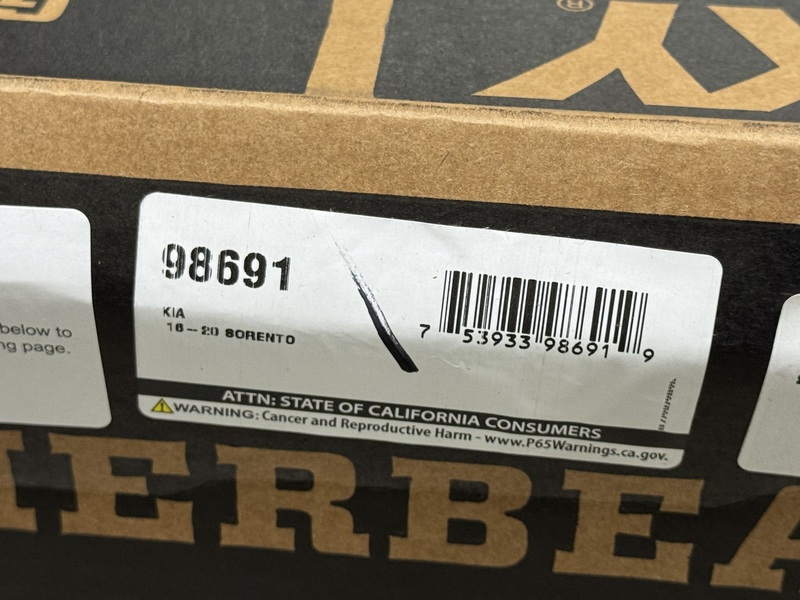 ®
below to
ng page.
98691
KIA
16-20 SORENTO
7 53933 98691 9
ATTN: STATE OF CALIFORNIA CONSUMERS
WARNING: Cancer and Reproductive Harm - www.P65Warnings.ca.gov.
HERBEA